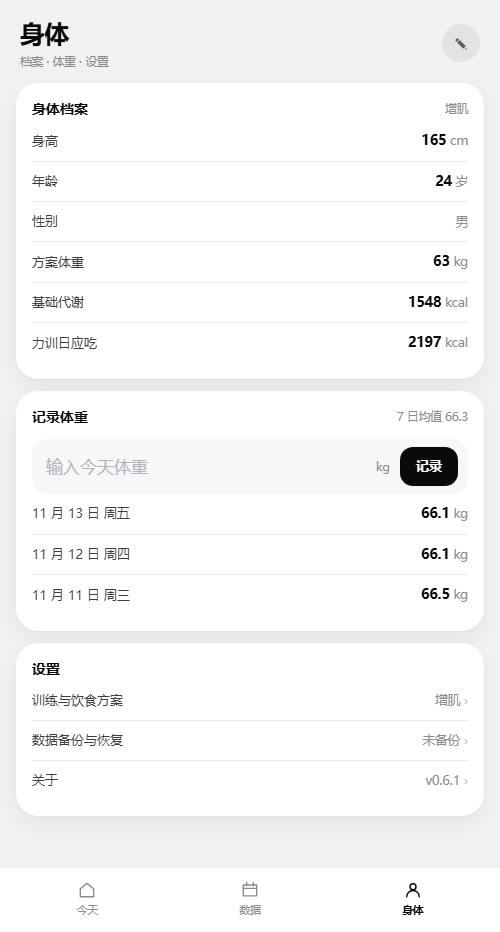 身体
档案 · 体重 · 设置
身体档案 增肌
身高 165 cm
年龄 24 岁
性别 男
方案体重 63 kg
基础代谢 1548 kcal
力训日应吃 2197 kcal
记录体重 7 日均值 66.3
输入今天体重 kg 记录
11 月 13 日 周五 66.1 kg
11 月 12 日 周四 66.1 kg
11 月 11 日 周三 66.5 kg
设置
训练与饮食方案 增肌 ›
数据备份与恢复 未备份 ›
关于 v0.6.1 ›
今天 数据 身体